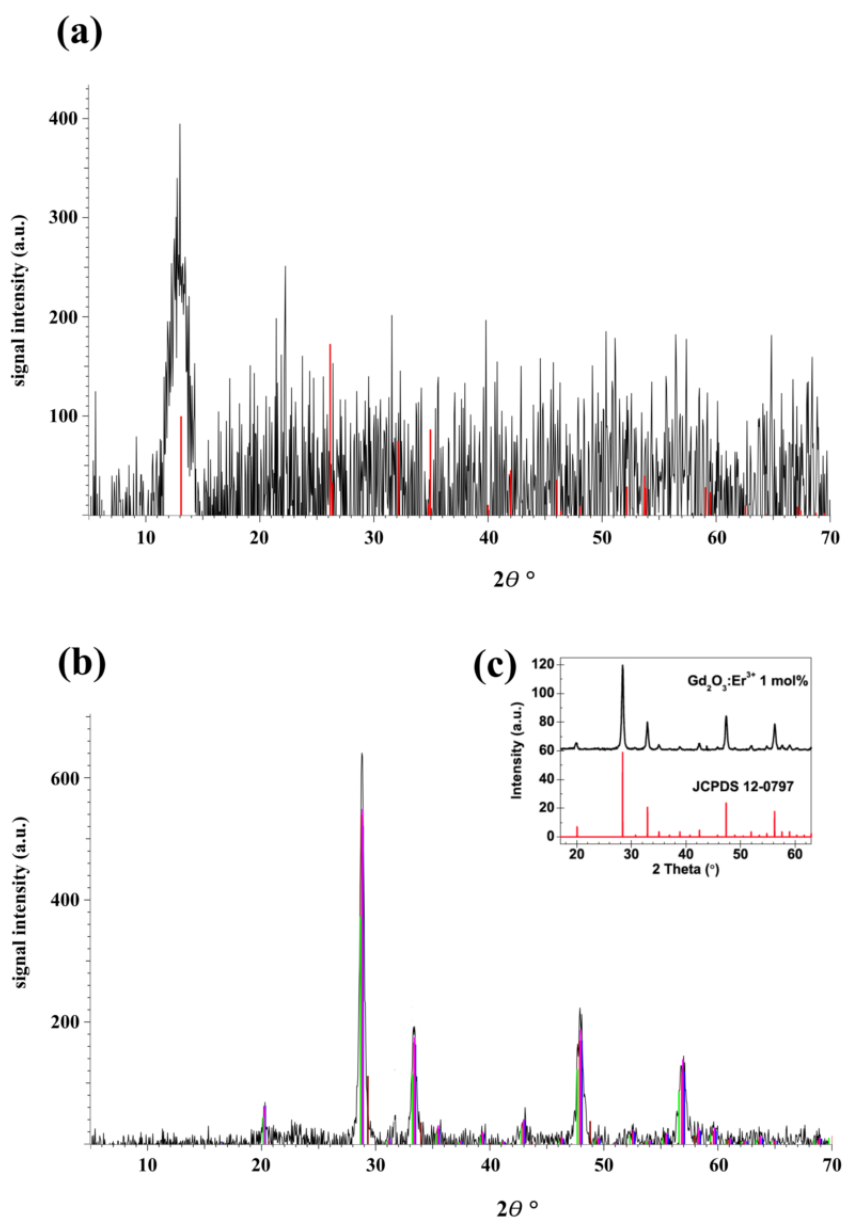 (a)
signal intensity (a.u.)
400
300
200
100
10 20 30 40 50 60 70
2θ °
(b)
signal intensity (a.u.)
600
400
200
10 20 30 40 50 60 70
2θ °
(c)
Intensity (a.u.)
120
100
80
60
40
20
0
Gd₂O₃:Er³⁺ 1 mol%
JCPDS 12-0797
20 30 40 50 60
2 Theta (°)